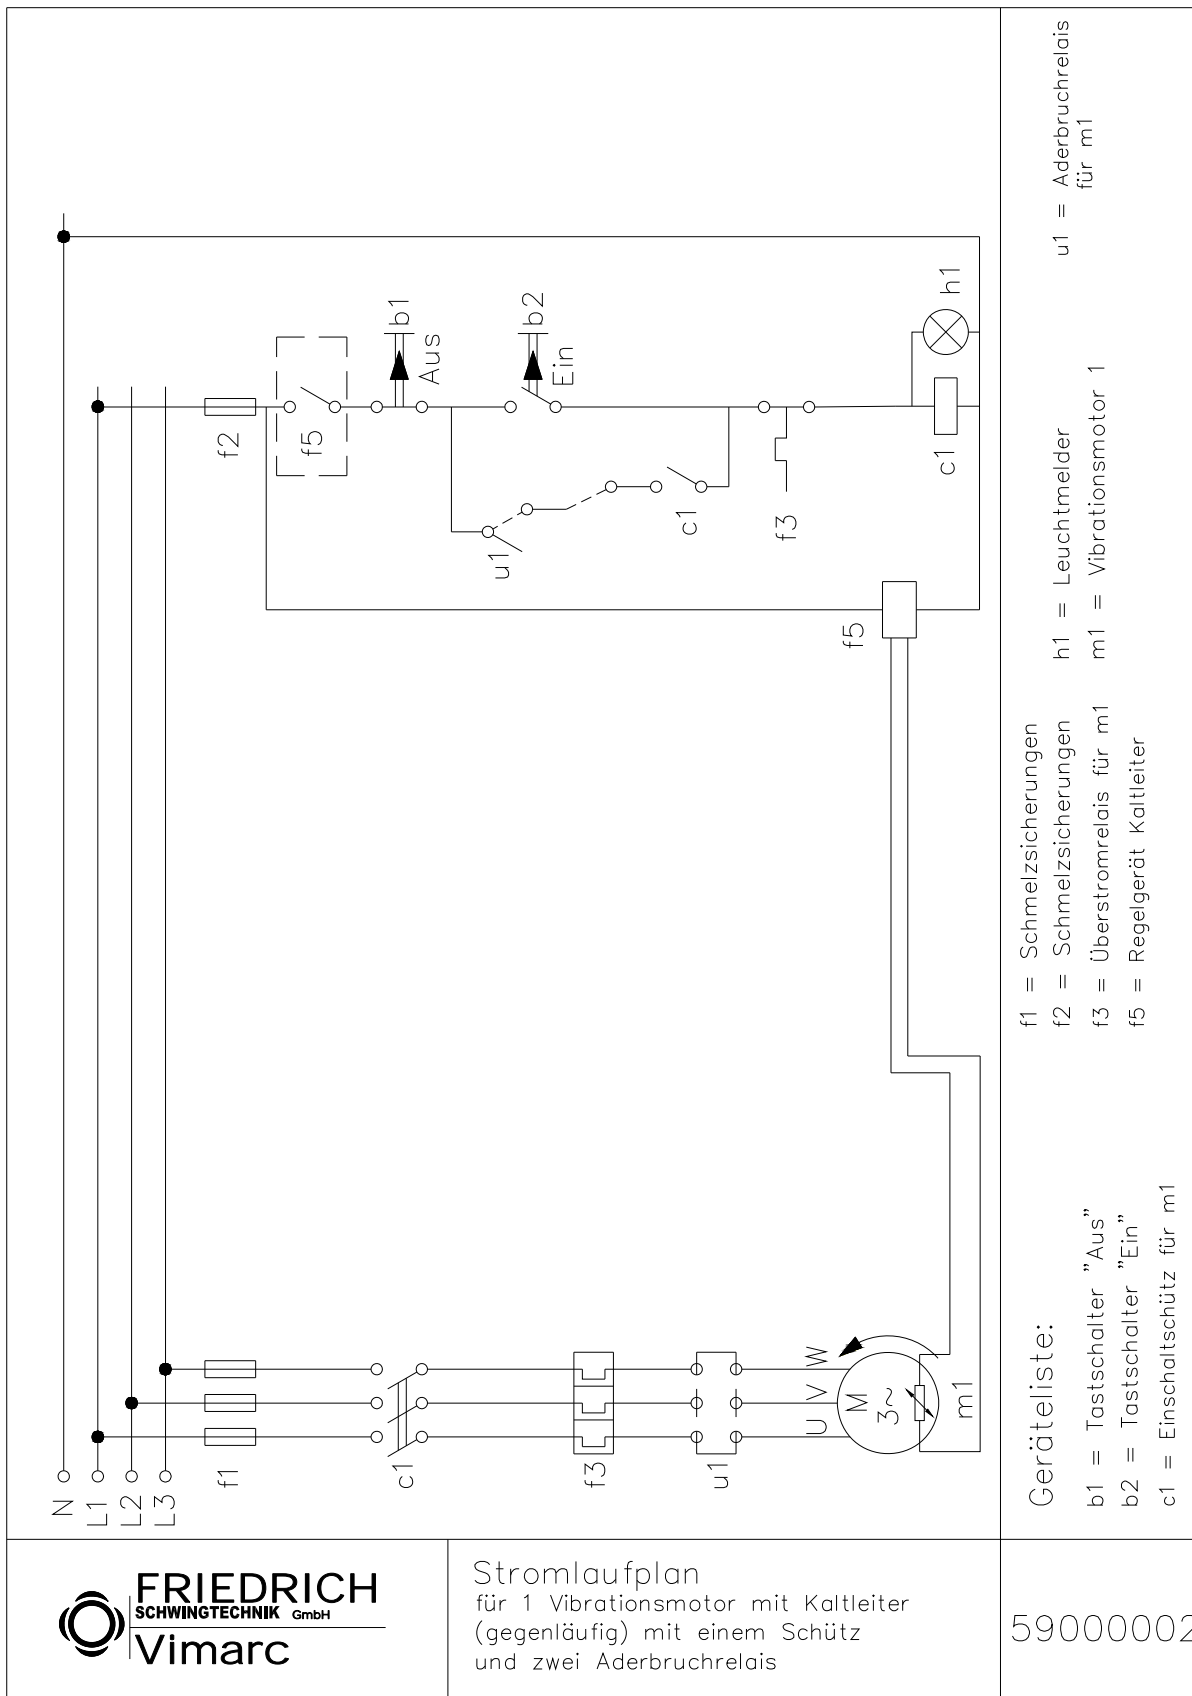 N
L1
L2
L3
f1
c1
f3
u1
U V W
M
3~
m1
f2
f5
b1
Aus
b2
Ein
u1
c1
f3
c1
h1
f5
Geräteliste:
b1 = Tastschalter "Aus"
b2 = Tastschalter "Ein"
c1 = Einschaltschütz für m1
f1 = Schmelzsicherungen
f2 = Schmelzsicherungen
f3 = Überstromrelais für m1
f5 = Regelgerät Kaltleiter
h1 = Leuchtmelder
m1 = Vibrationsmotor 1
u1 = Aderbruchrelais
für m1
FRIEDRICH
SCHWINGTECHNIK GmbH
Vimarc
Stromlaufplan
für 1 Vibrationsmotor mit Kaltleiter
(gegenläufig) mit einem Schütz
und zwei Aderbruchrelais
59000002